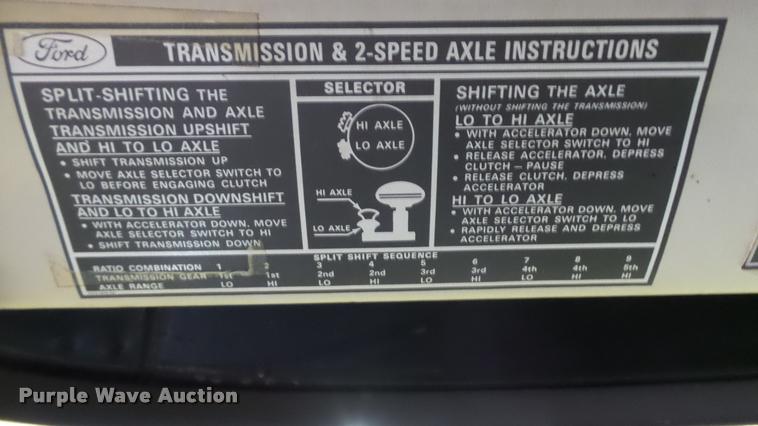 Ford
TRANSMISSION & 2-SPEED AXLE INSTRUCTIONS
SPLIT-SHIFTING THE
TRANSMISSION AND AXLE
TRANSMISSION UPSHIFT
AND HI TO LO AXLE
• SHIFT TRANSMISSION UP
• MOVE AXLE SELECTOR SWITCH TO
LO BEFORE ENGAGING CLUTCH
TRANSMISSION DOWNSHIFT
AND LO TO HI AXLE
• WITH ACCELERATOR DOWN, MOVE
AXLE SELECTOR SWITCH TO HI
• SHIFT TRANSMISSION DOWN
SELECTOR
HI AXLE
LO AXLE
HI AXLE
LO AXLE
SHIFTING THE AXLE
(WITHOUT SHIFTING THE TRANSMISSION)
LO TO HI AXLE
• WITH ACCELERATOR DOWN, MOVE
AXLE SELECTOR SWITCH TO HI
• RELEASE ACCELERATOR, DEPRESS
CLUTCH - PAUSE
• RELEASE CLUTCH, DEPRESS
ACCELERATOR
HI TO LO AXLE
• WITH ACCELERATOR DOWN, MOVE
AXLE SELECTOR SWITCH TO LO
• RAPIDLY RELEASE AND DEPRESS
ACCELERATOR
SPLIT SHIFT SEQUENCE
RATIO COMBINATION 1 2 3 4 5 6 7 8 9
TRANSMISSION GEAR 1st 1st 2nd 2nd 3rd 3rd 4th 4th 5th
AXLE RANGE LO HI LO HI LO HI LO HI HI
Purple Wave Auction